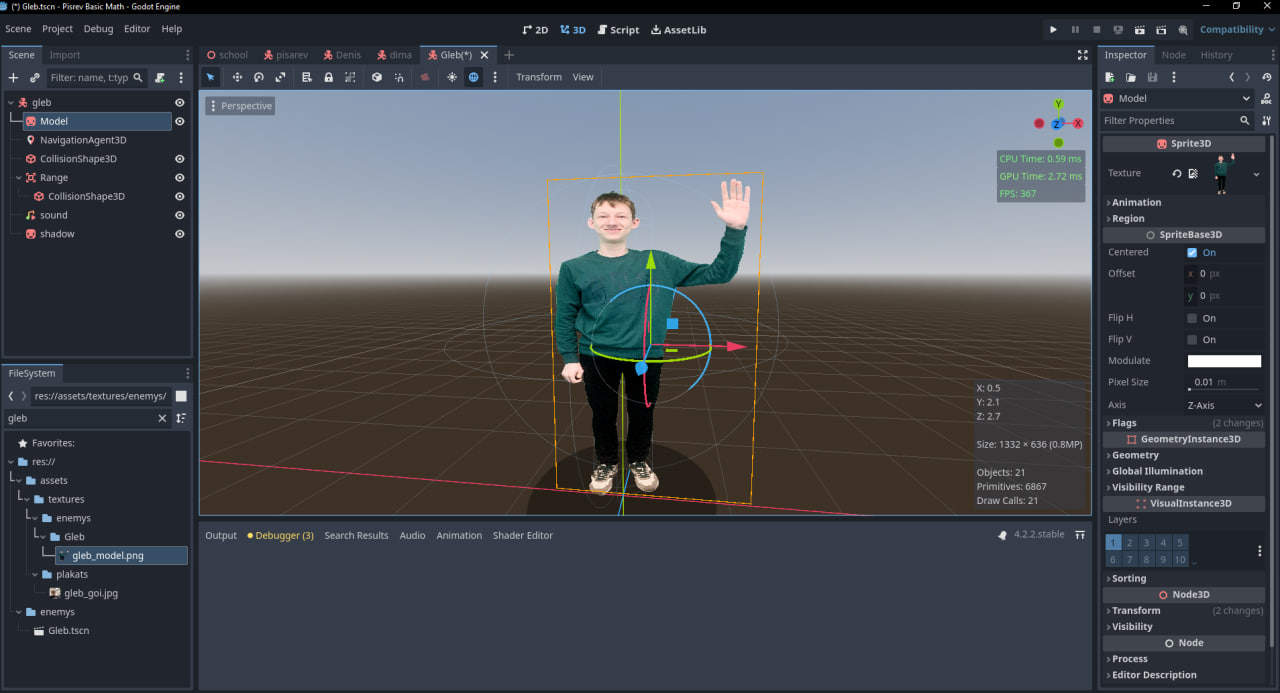 (*) Gleb.tscn - Pisrev Basic Math - Godot Engine
Scene Project Debug Editor Help
2D 3D Script AssetLib
Compatibility
Scene Import
Filter: name, t:typ
gleb
Model
NavigationAgent3D
CollisionShape3D
Range
CollisionShape3D
sound
shadow
FileSystem
res://assets/textures/enemys/
gleb
Favorites:
res://
assets
textures
enemys
Gleb
gleb_model.png
plakats
gleb_goi.jpg
enemys
Gleb.tscn
school pisarev Denis dima Gleb(*)
Transform View
Perspective
Y
Z X
CPU Time: 0.59 ms
GPU Time: 2.72 ms
FPS: 367
X: 0.5
Y: 2.1
Z: 2.7
Size: 1332 × 636 (0.8MP)
Objects: 21
Primitives: 6867
Draw Calls: 21
Output Debugger (3) Search Results Audio Animation Shader Editor
4.2.2.stable
Inspector Node History
Model
Filter Properties
Sprite3D
Texture
Animation
Region
SpriteBase3D
Centered On
Offset x 0 px
y 0 px
Flip H On
Flip V On
Modulate
Pixel Size 0.01 m
Axis Z-Axis
Flags (2 changes)
GeometryInstance3D
Geometry
Global Illumination
Visibility Range
VisualInstance3D
Layers
1 2 3 4 5
6 7 8 9 10
Sorting
Node3D
Transform (2 changes)
Visibility
Node
Process
Editor Description